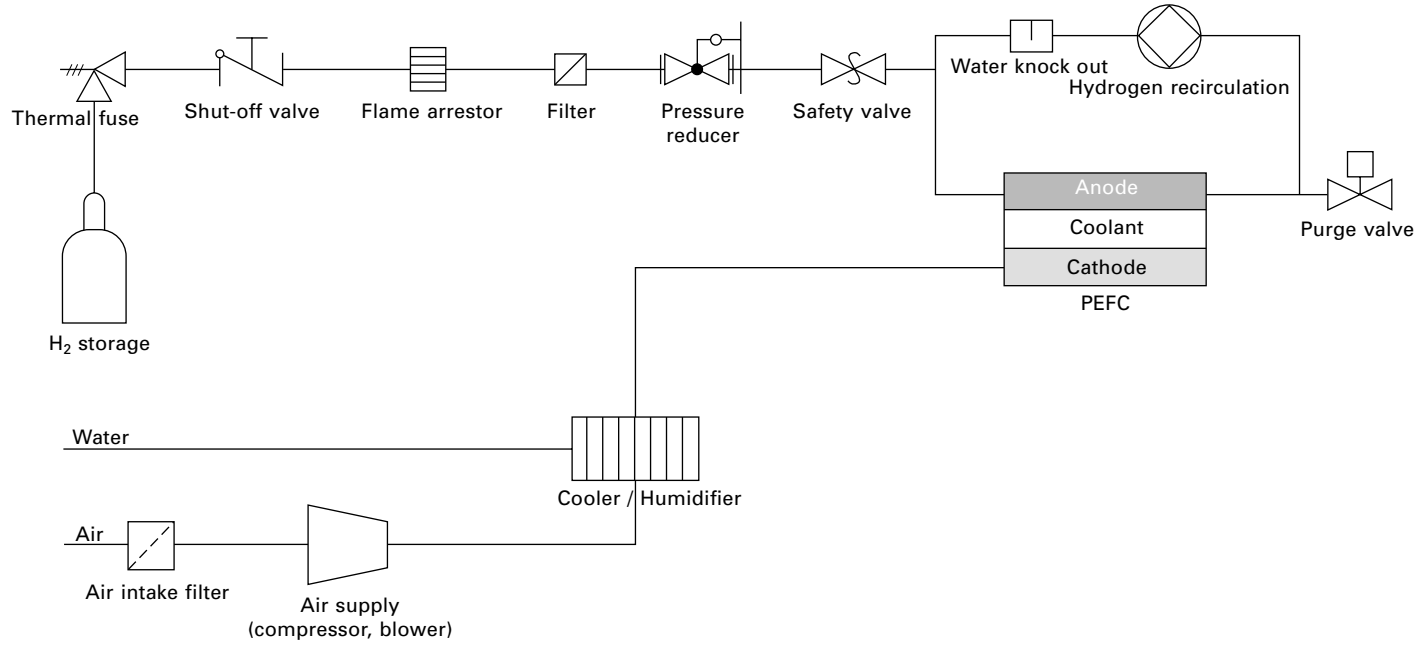 Water knock out
Hydrogen recirculation
Thermal fuse
Shut-off valve
Flame arrestor
Filter
Pressure
reducer
Safety valve
Anode
Coolant
Cathode
PEFC
Purge valve
H₂ storage
Water
Cooler / Humidifier
Air
Air intake filter
Air supply
(compressor, blower)